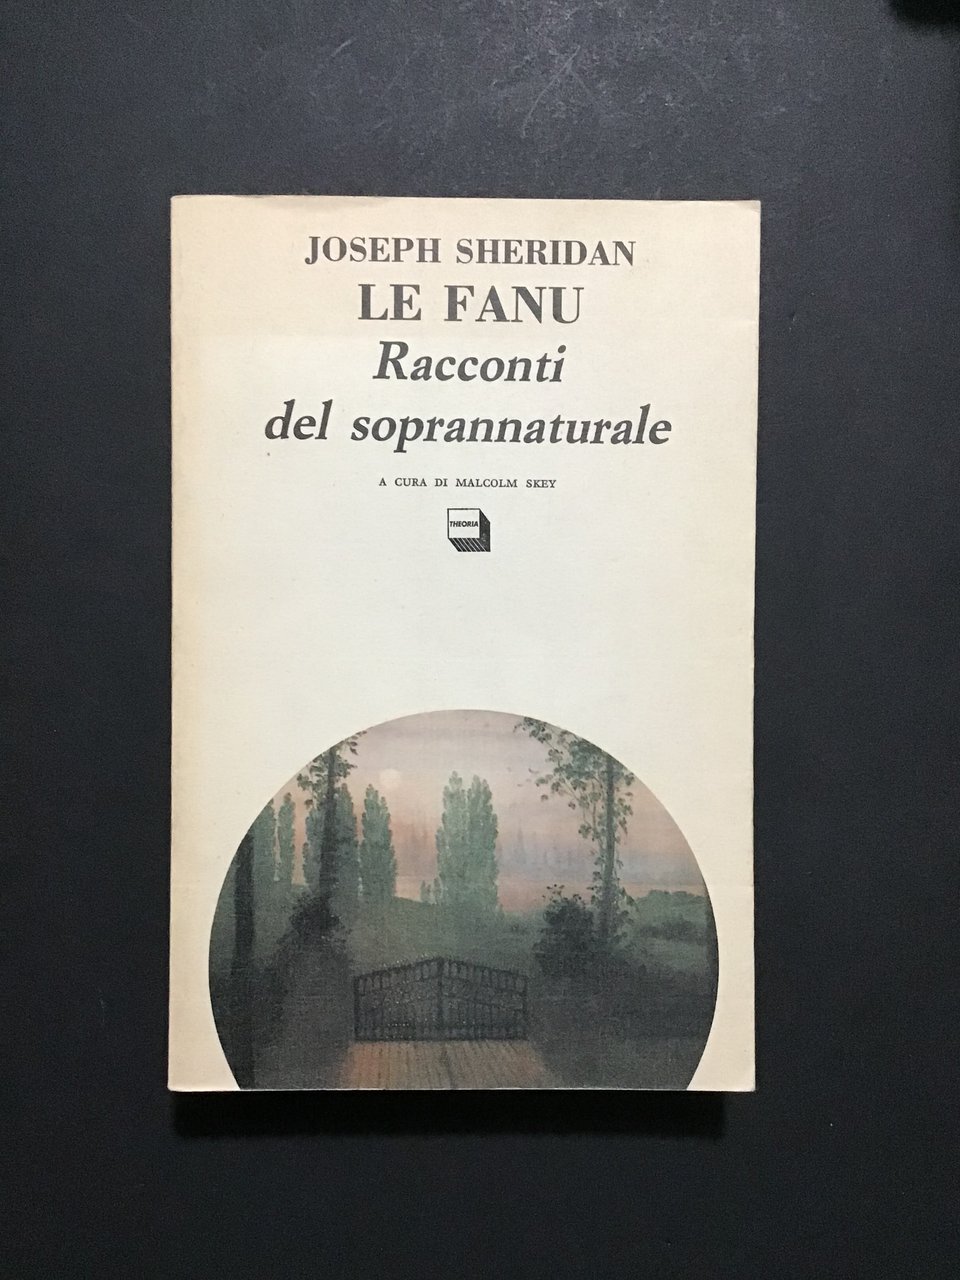 JOSEPH SHERIDAN
LE FANU
Racconti
del soprannaturale
A CURA DI MALCOLM SKEY
THEORIA